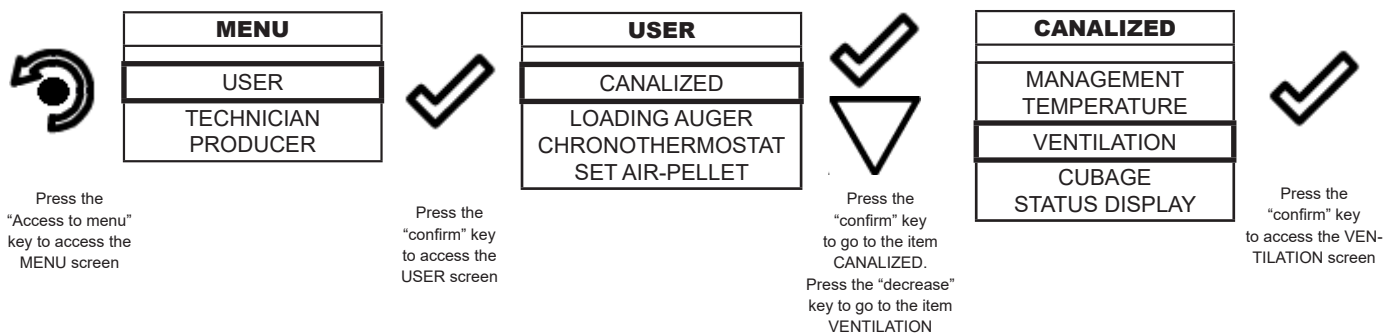 MENU
USER
TECHNICIAN
PRODUCER
Press the
“Access to menu”
key to access the
MENU screen
Press the
“confirm” key
to access the
USER screen
USER
CANALIZED
LOADING AUGER
CHRONOTHERMOSTAT
SET AIR-PELLET
Press the
“confirm” key
to go to the item
CANALIZED.
Press the “decrease”
key to go to the item
VENTILATION
CANALIZED
MANAGEMENT
TEMPERATURE
VENTILATION
CUBAGE
STATUS DISPLAY
Press the
“confirm” key
to access the VEN-
TILATION screen